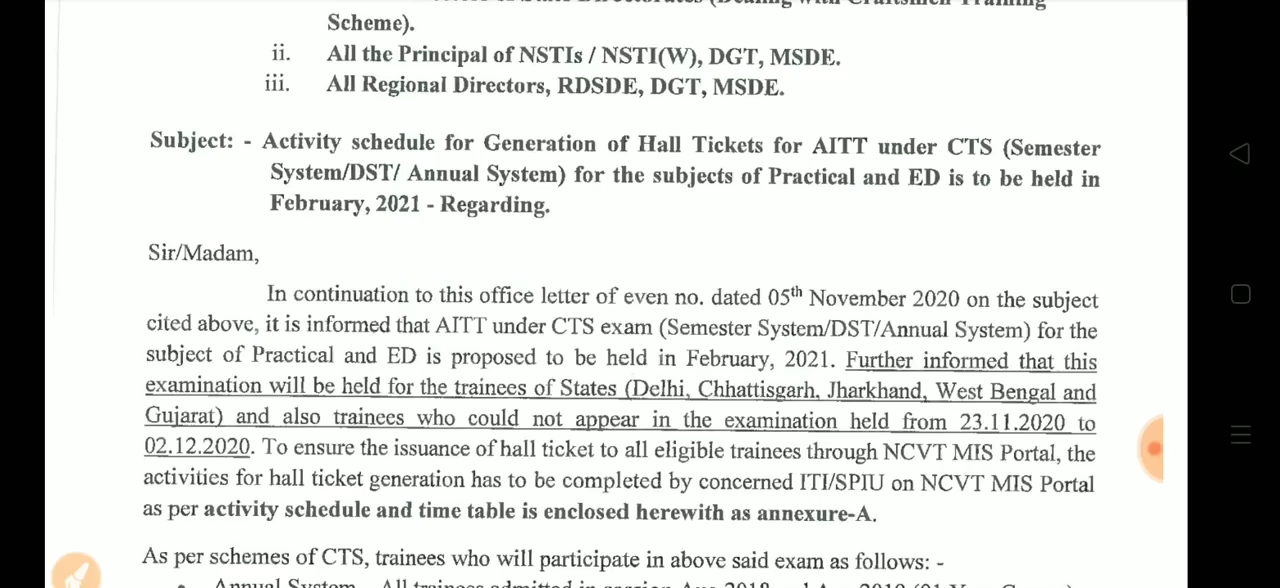 Scheme).
ii. All the Principal of NSTIs / NSTI(W), DGT, MSDE.
iii. All Regional Directors, RDSDE, DGT, MSDE.
Subject: - Activity schedule for Generation of Hall Tickets for AITT under CTS (Semester
System/DST/ Annual System) for the subjects of Practical and ED is to be held in
February, 2021 - Regarding.
Sir/Madam,
In continuation to this office letter of even no. dated 05th November 2020 on the subject
cited above, it is informed that AITT under CTS exam (Semester System/DST/Annual System) for the
subject of Practical and ED is proposed to be held in February, 2021. Further informed that this
examination will be held for the trainees of States (Delhi, Chhattisgarh, Jharkhand, West Bengal and
Gujarat) and also trainees who could not appear in the examination held from 23.11.2020 to
02.12.2020. To ensure the issuance of hall ticket to all eligible trainees through NCVT MIS Portal, the
activities for hall ticket generation has to be completed by concerned ITI/SPIU on NCVT MIS Portal
as per activity schedule and time table is enclosed herewith as annexure-A.
As per schemes of CTS, trainees who will participate in above said exam as follows: -